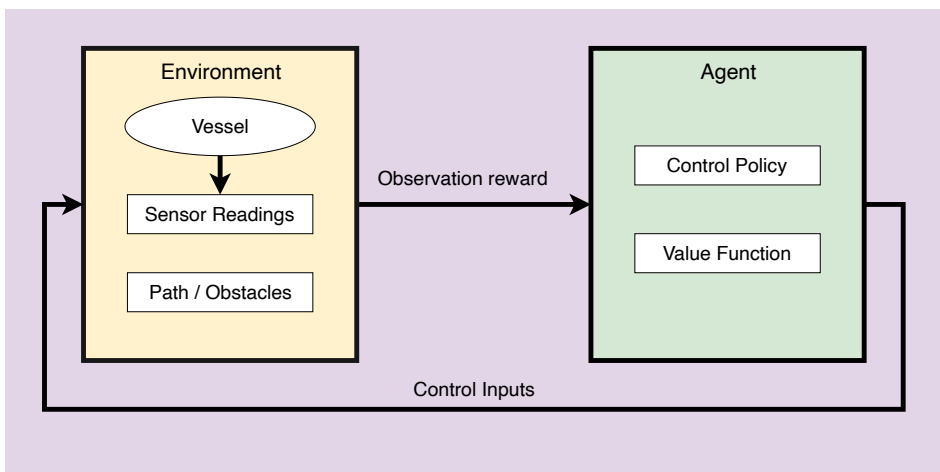 Environment
Vessel
Sensor Readings
Path / Obstacles
Observation reward
Agent
Control Policy
Value Function
Control Inputs